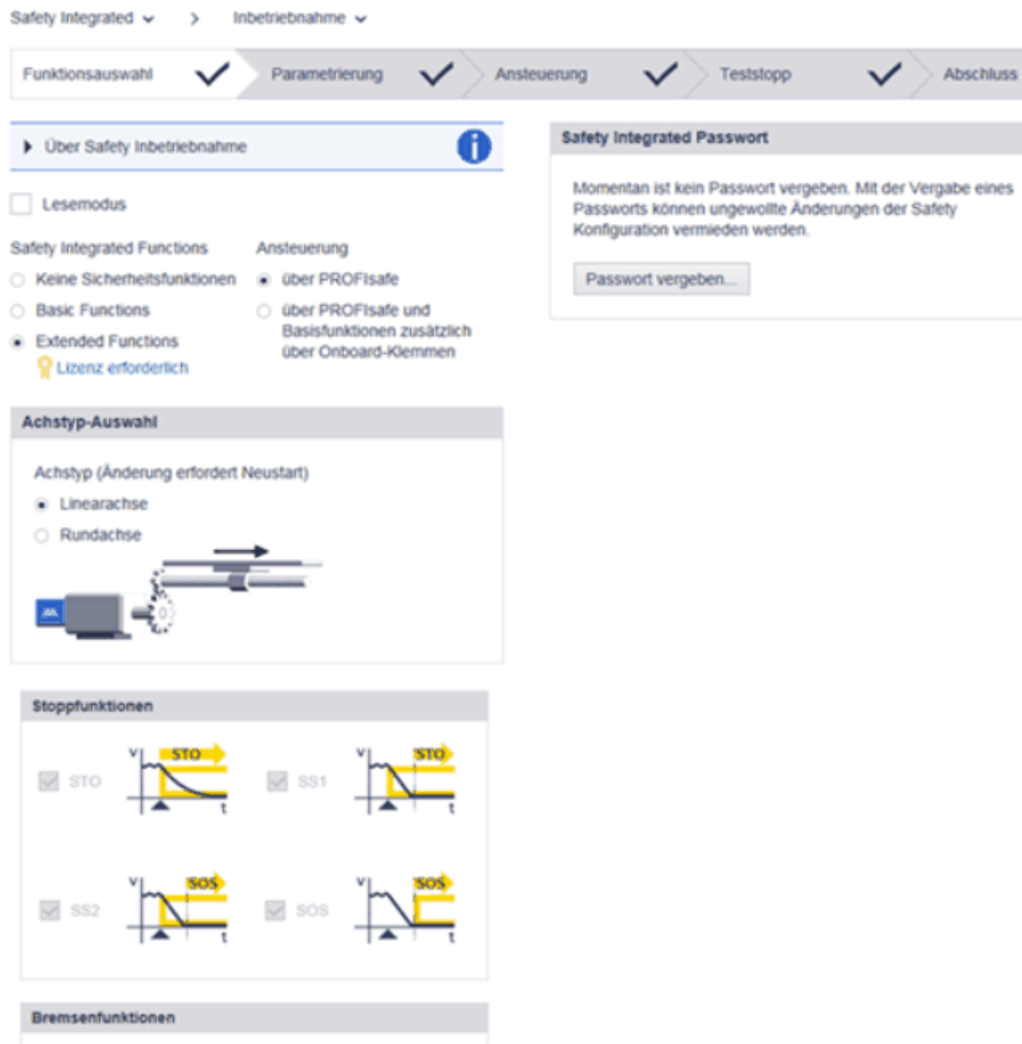 Safety Integrated > Inbetriebnahme
Funktionsauswahl Parametrierung Ansteuerung Teststopp Abschluss
Über Safety Inbetriebnahme
Lesemodus
Safety Integrated Functions
Keine Sicherheitsfunktionen
Basic Functions
Extended Functions
Lizenz erforderlich
Ansteuerung
über PROFIsafe
über PROFIsafe und
Basisfunktionen zusätzlich
über Onboard-Klemmen
Safety Integrated Passwort
Momentan ist kein Passwort vergeben. Mit der Vergabe eines
Passworts können ungewollte Änderungen der Safety
Konfiguration vermieden werden.
Passwort vergeben...
Achstyp-Auswahl
Achstyp (Änderung erfordert Neustart)
Linearachse
Rundachse
Stoppfunktionen
STO
V STO t
SS1
V STO t
SS2
V SOS t
SOS
V SOS t
Bremsenfunktionen